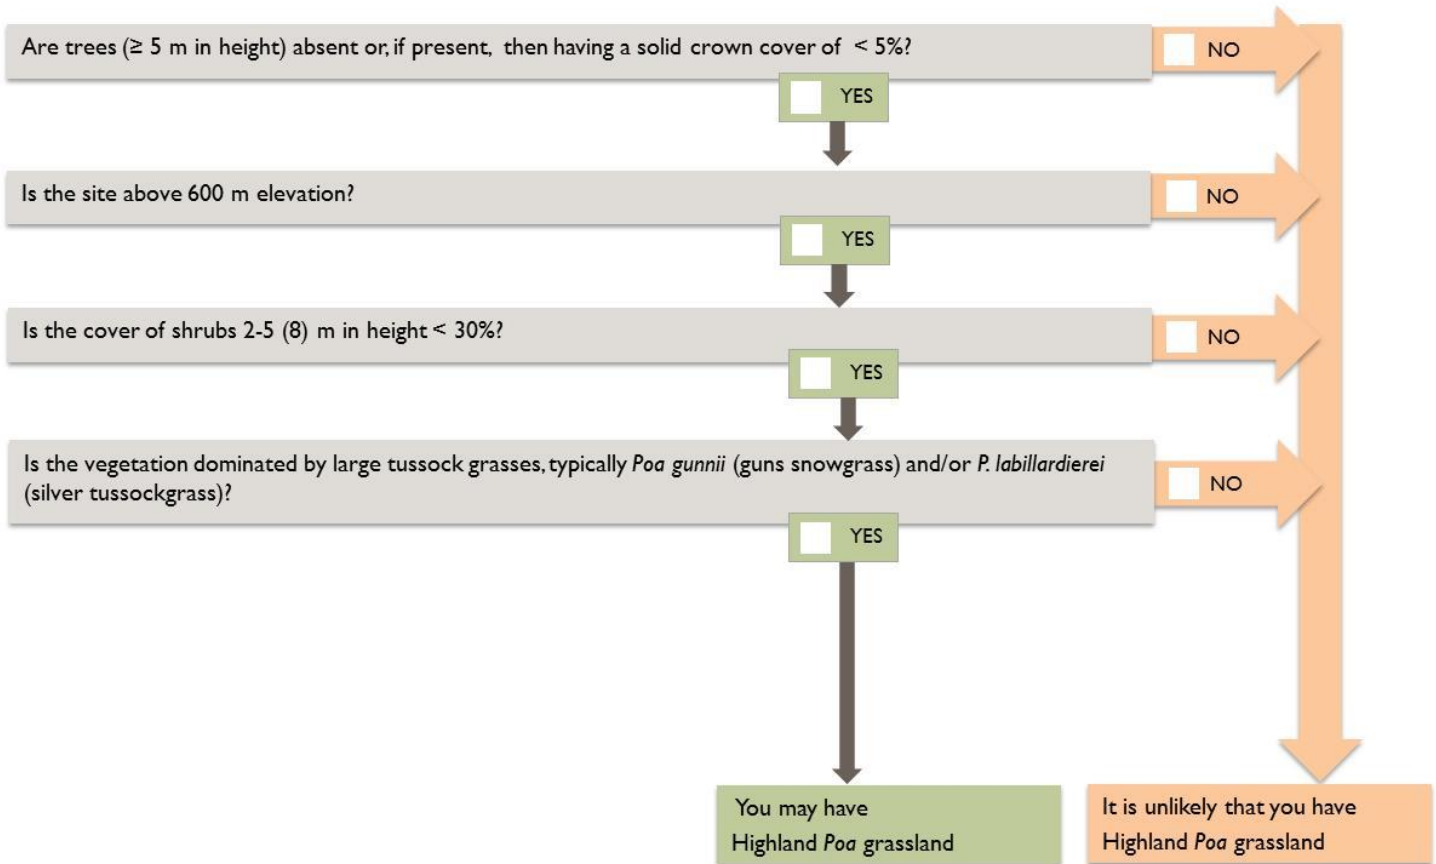 Are trees (≥ 5 m in height) absent or, if present, then having a solid crown cover of < 5%?
NO
YES
Is the site above 600 m elevation?
NO
YES
Is the cover of shrubs 2-5 (8) m in height < 30%?
NO
YES
Is the vegetation dominated by large tussock grasses, typically Poa gunnii (guns snowgrass) and/or P. labillardierei
(silver tussockgrass)?
NO
YES
You may have
Highland Poa grassland
It is unlikely that you have
Highland Poa grassland